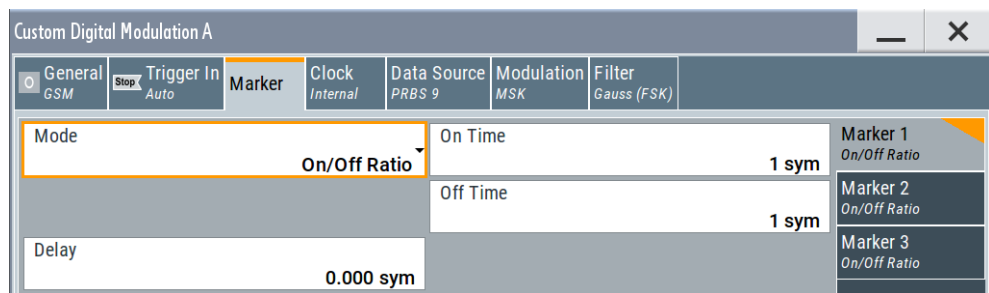 Custom Digital Modulation A
General
GSM
Stop
Trigger In
Auto
Marker
Clock
Internal
Data Source
PRBS 9
Modulation
MSK
Filter
Gauss (FSK)
Mode
On/Off Ratio
On Time
1 sym
Off Time
1 sym
Delay
0.000 sym
Marker 1
On/Off Ratio
Marker 2
On/Off Ratio
Marker 3
On/Off Ratio